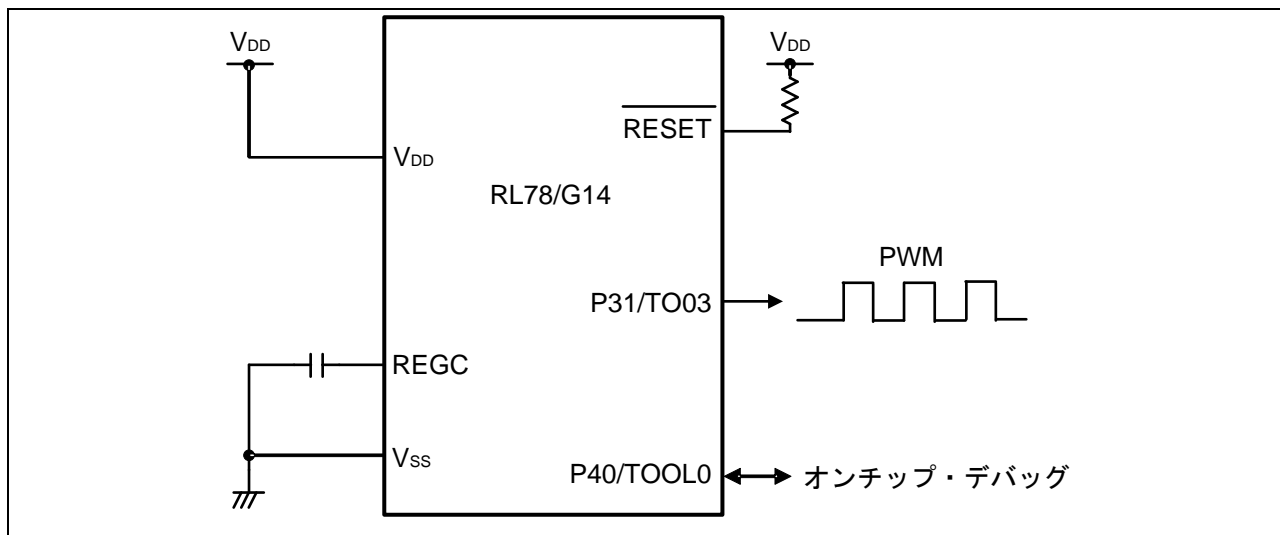 VDD
VDD
RESET
VDD
RL78/G14
PWM
P31/TO03
REGC
VSS
P40/TOOL0
オンチップ・デバッグ